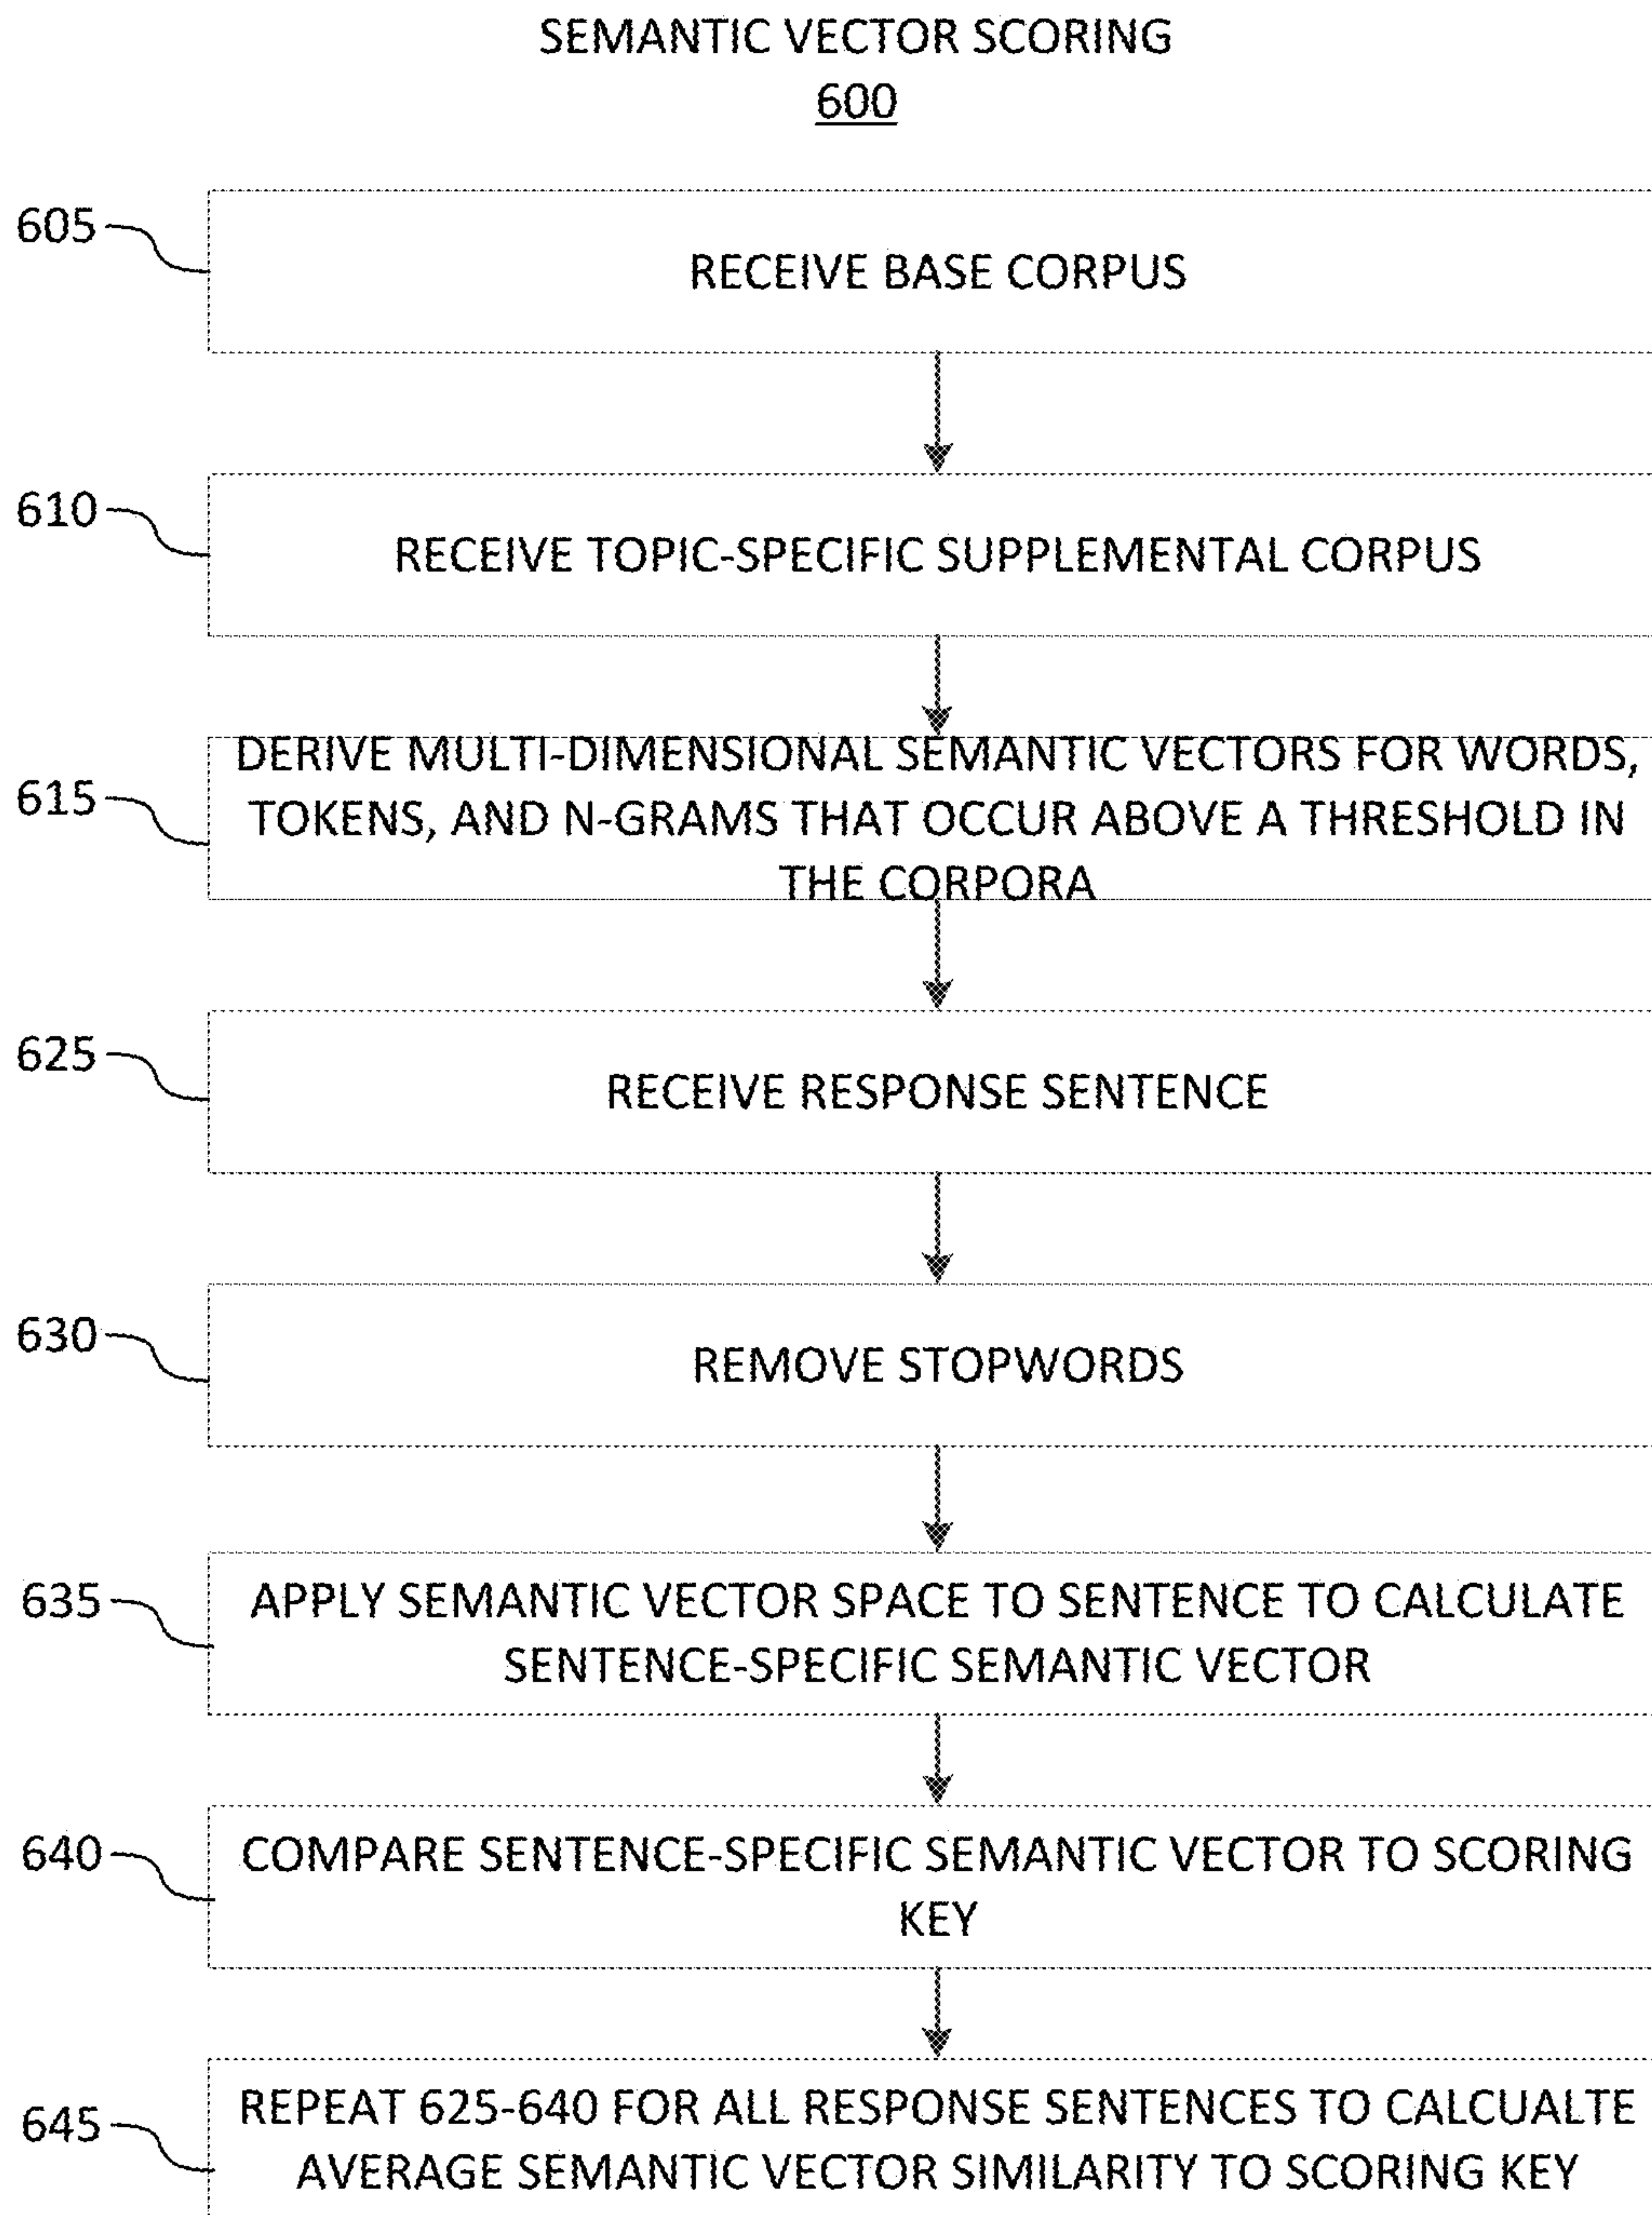 SEMANTIC VECTOR SCORING
600
605
RECEIVE BASE CORPUS
610
RECEIVE TOPIC-SPECIFIC SUPPLEMENTAL CORPUS
615
DERIVE MULTI-DIMENSIONAL SEMANTIC VECTORS FOR WORDS,
TOKENS, AND N-GRAMS THAT OCCUR ABOVE A THRESHOLD IN
THE CORPORA
625
RECEIVE RESPONSE SENTENCE
630
REMOVE STOPWORDS
635
APPLY SEMANTIC VECTOR SPACE TO SENTENCE TO CALCULATE
SENTENCE-SPECIFIC SEMANTIC VECTOR
640
COMPARE SENTENCE-SPECIFIC SEMANTIC VECTOR TO SCORING
KEY
645
REPEAT 625-640 FOR ALL RESPONSE SENTENCES TO CALCUALTE
AVERAGE SEMANTIC VECTOR SIMILARITY TO SCORING KEY